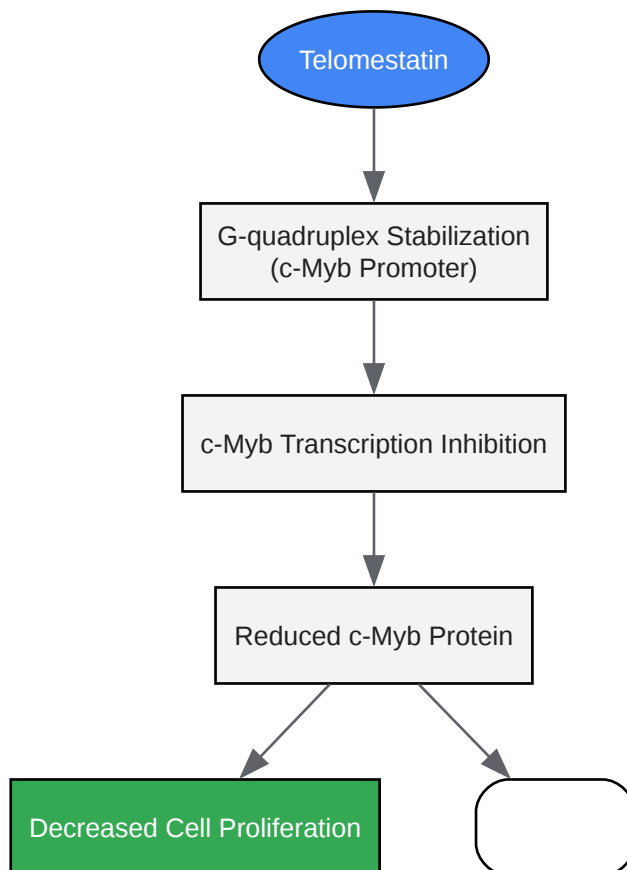 Telomestatin
G-quadruplex Stabilization
(c-Myb Promoter)
c-Myb Transcription Inhibition
Reduced c-Myb Protein
Decreased Cell Proliferation